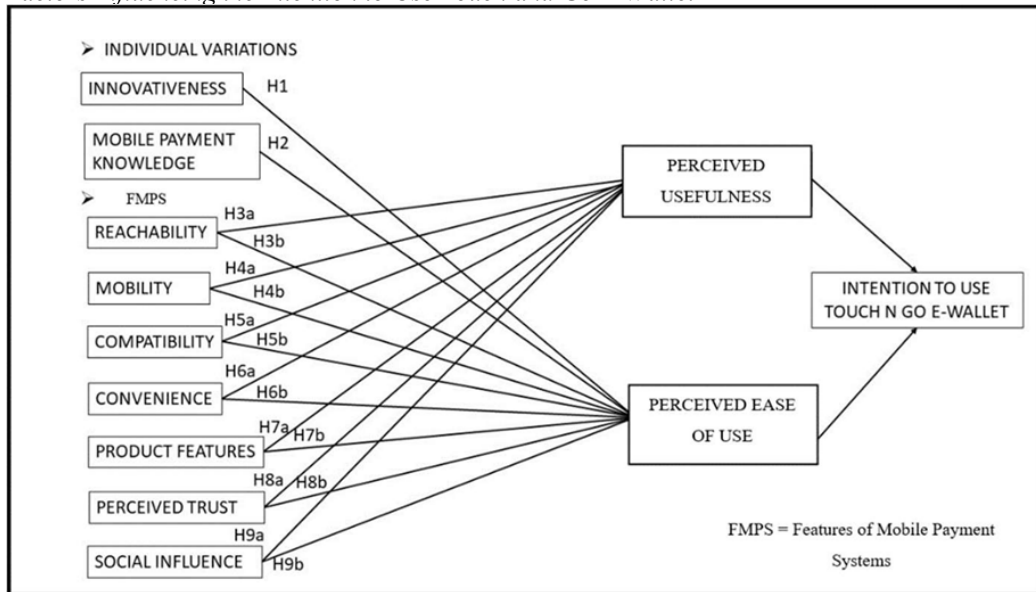 ➤ INDIVIDUAL VARIATIONS
INNOVATIVENESS
H1
MOBILE PAYMENT
KNOWLEDGE
H2
➤ FMPS
REACHABILITY
H3a
H3b
MOBILITY
H4a
H4b
COMPATIBILITY
H5a
H5b
CONVENIENCE
H6a
H6b
PRODUCT FEATURES
H7a
H7b
PERCEIVED TRUST
H8a
H8b
SOCIAL INFLUENCE
H9a
H9b
PERCEIVED
USEFULNESS
PERCEIVED EASE
OF USE
INTENTION TO USE
TOUCH N GO E-WALLET
FMPS = Features of Mobile Payment
Systems